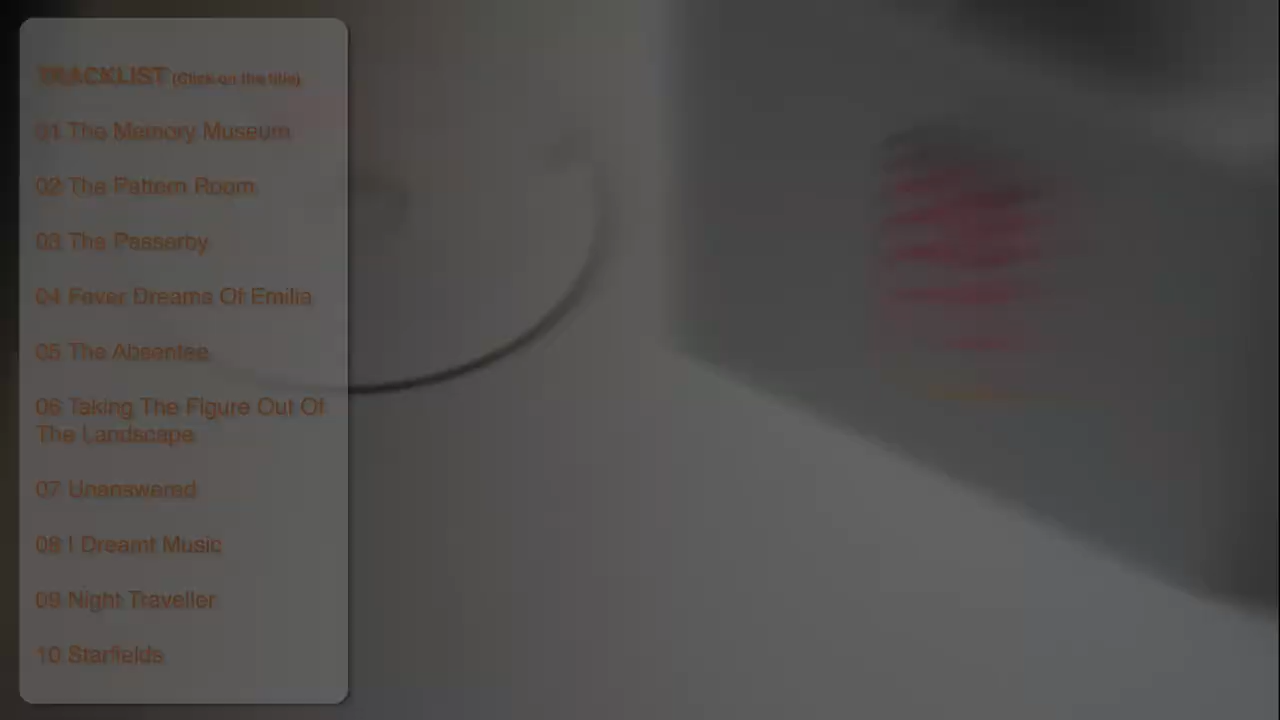 TRACKLIST (Click on the title)
01 The Memory Museum
02 The Pattern Room
03 The Passerby
04 Fever Dreams Of Emilia
05 The Absentee
06 Taking The Figure Out Of
The Landscape
07 Unanswered
08 I Dreamt Music
09 Night Traveller
10 Starfields